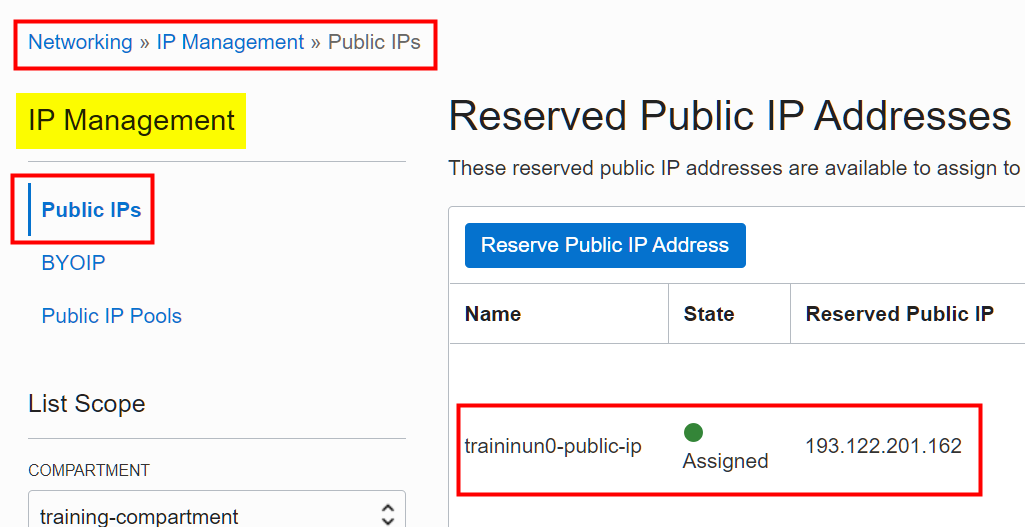 Networking » IP Management » Public IPs
IP Management
Public IPs
BYOIP
Public IP Pools
List Scope
COMPARTMENT
training-compartment
Reserved Public IP Addresses
These reserved public IP addresses are available to assign to
Reserve Public IP Address
Name State Reserved Public IP
traininun0-public-ip Assigned 193.122.201.162